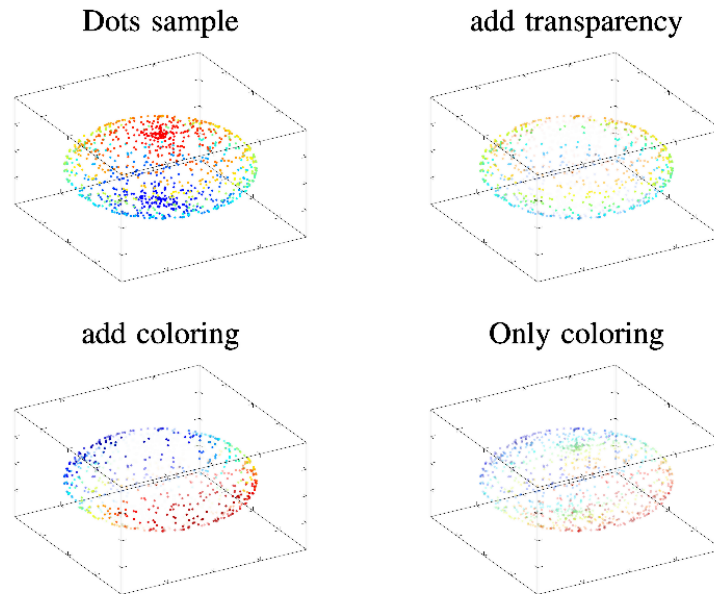 Dots sample
add transparency
add coloring
Only coloring